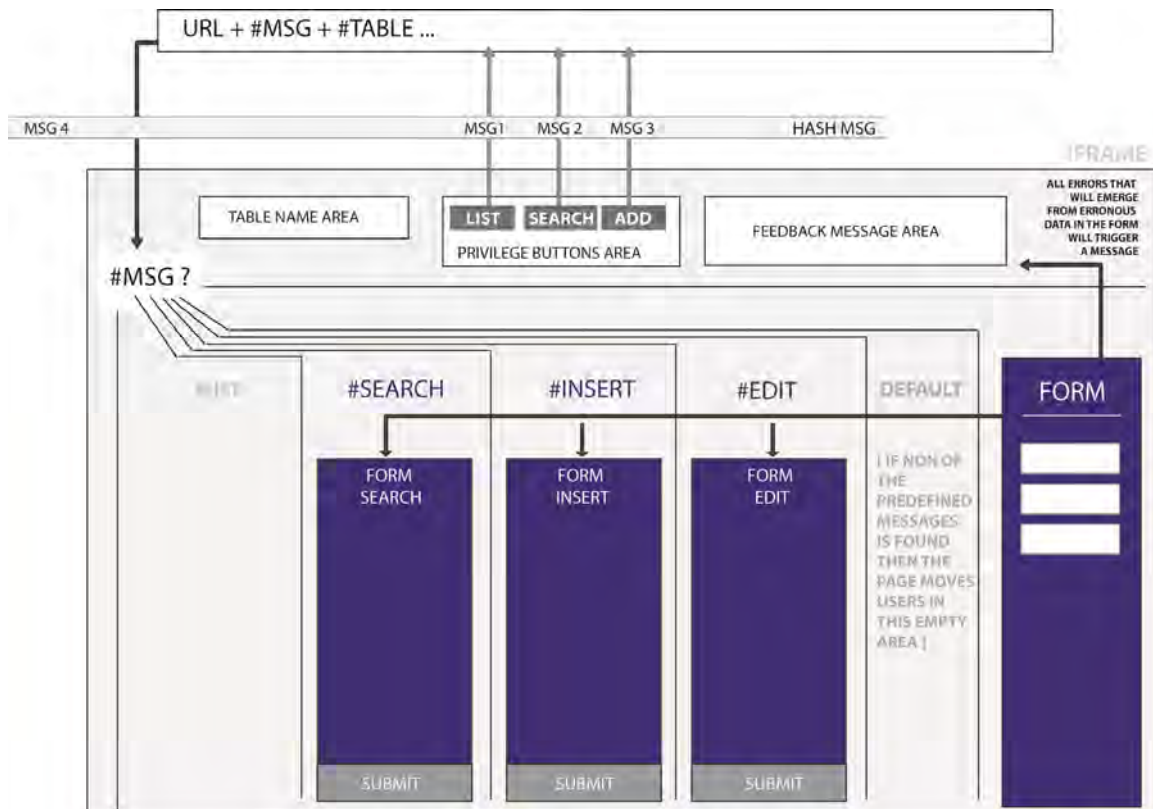 URL + #MSG + #TABLE ...
MSG 4
MSG1
MSG 2
MSG 3
HASH MSG
IFRAME
ALL ERRORS THAT
WILL EMERGE
FROM ERRONOUS
DATA IN THE FORM
WILL TRIGGER
A MESSAGE
TABLE NAME AREA
LIST
SEARCH
ADD
PRIVILEGE BUTTONS AREA
FEEDBACK MESSAGE AREA
#MSG ?
#LIST
#SEARCH
#INSERT
#EDIT
DEFAULT
FORM
FORM
SEARCH
FORM
INSERT
FORM
EDIT
[ IF NON OF
THE
PREDEFINED
MESSAGES
IS FOUND
THEN THE
PAGE MOVES
USERS IN
THIS EMPTY
AREA ]
SUBMIT
SUBMIT
SUBMIT